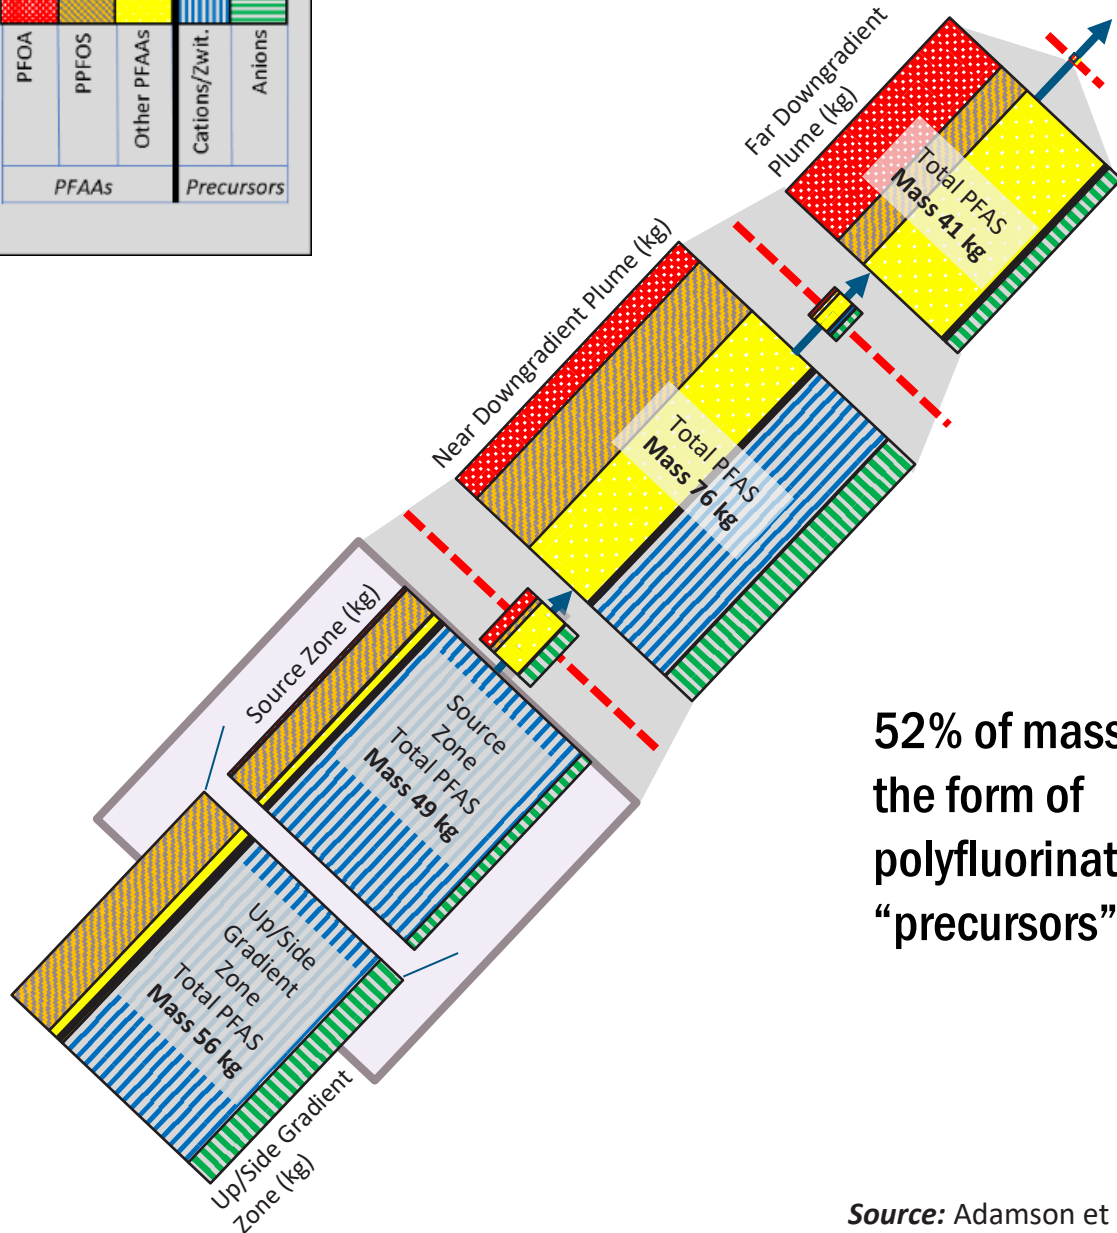 PFOA
PPFOS
Other PFAAs
Cations/Zwit.
Anions
PFAAs
Precursors
Far Downgradient
Plume (kg)
Total PFAS
Mass 41 kg
Near Downgradient Plume (kg)
Total PFAS
Mass 76 kg
Source Zone (kg)
Source
Zone
Total PFAS
Mass 49 kg
Up/Side
Gradient
Zone
Total PFAS
Mass 56 kg
Up/Side Gradient
Zone (kg)
52% of mass
the form of
polyfluorinat
“precursors”
Source: Adamson et